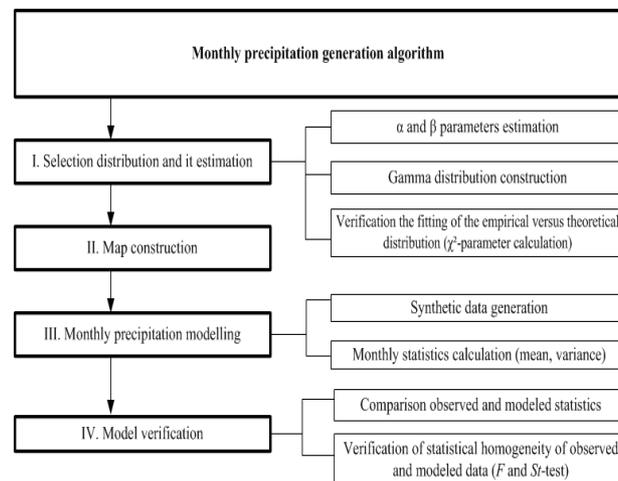 Monthly precipitation generation algorithm
I. Selection distribution and it estimation
α and β parameters estimation
Gamma distribution construction
Verification the fitting of the empirical versus theoretical
distribution (χ²-parameter calculation)
II. Map construction
III. Monthly precipitation modelling
Synthetic data generation
Monthly statistics calculation (mean, variance)
IV. Model verification
Comparison observed and modeled statistics
Verification of statistical homogeneity of observed
and modeled data (F and St-test)